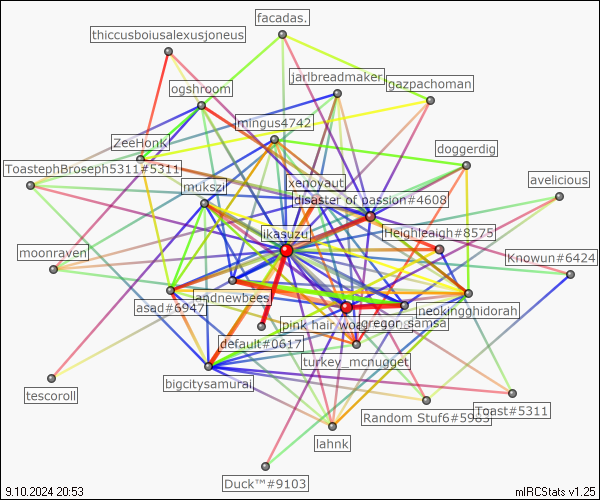 facadas.
thiccusboiusalexusjoneus
jarlbreadmaker
gazpachoman
ogshroom
mingus4742
ZeeHonk
doggerdig
ToastephBroseph5311#5311
xenoyaut
avelicious
mukszi
disaster of passion#4608
ikasuzu
Heighleaigh#8575
moonraven
Knowun#6424
andnewbees
asad#6947
neokingghidorah
pink hair wo
gregor_samsa
default#0617
turkey_mcnugget
bigcitysamurai
tescoroll
Random Stuf6#5983
Toast#5311
lahnk
Duck™#9103
9.10.2024 20:53
mIRCStats v1.25